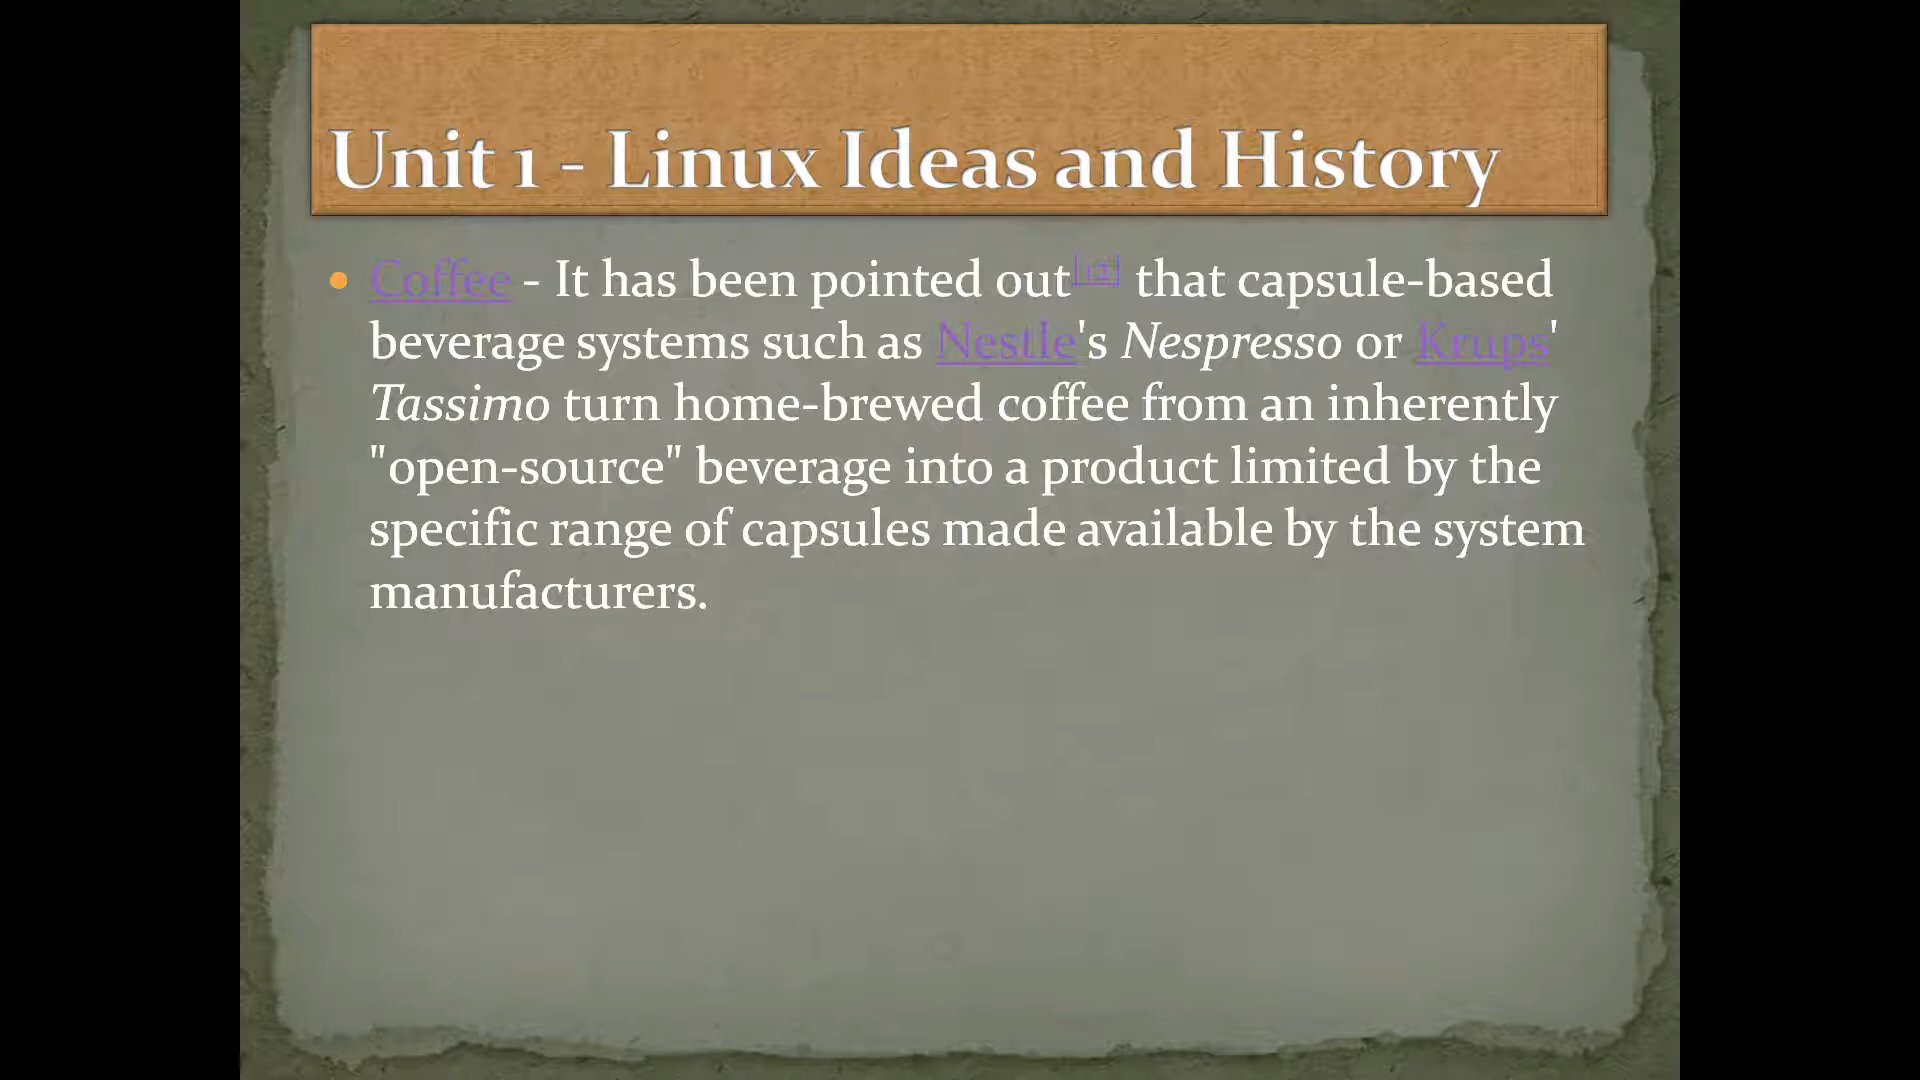 Unit 1 - Linux Ideas and History
Coffee - It has been pointed out[12] that capsule-based
beverage systems such as Nestle's Nespresso or Krups'
Tassimo turn home-brewed coffee from an inherently
"open-source" beverage into a product limited by the
specific range of capsules made available by the system
manufacturers.